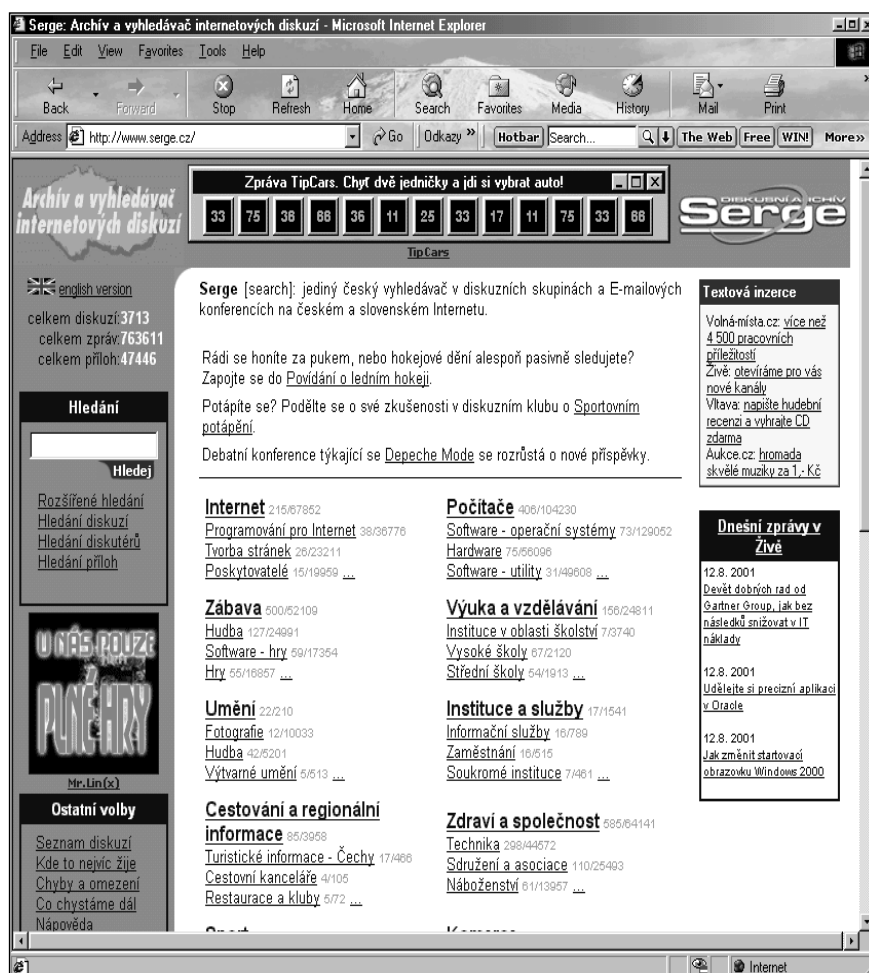 Serge: Archív a vyhledávač internetových diskuzí - Microsoft Internet Explorer
File Edit View Favorites Tools Help
Back Forward Stop Refresh Home Search Favorites Media History Mail Print
Address http://www.serge.cz/ Go Odkazy » Hotbar Search... The Web Free WIN! More»
Archív a vyhledávač
internetových diskuzí
Zpráva TipCars. Chyť dvě jedničky a jdi si vybrat auto!
33 75 36 66 36 11 25 33 17 11 75 33 66
TipCars
DISKUSNÍ ARCHÍV
Serge
english version
celkem diskuzí:3713
celkem zpráv:763611
celkem příloh:47446
Hledání
Hledej
Rozšířené hledání
Hledání diskuzí
Hledání diskutérů
Hledání příloh
U NÁS POUZE
PLNÉ HRY
Mr.Lin(x)
Ostatní volby
Seznam diskuzí
Kde to nejvíc žije
Chyby a omezení
Co chystáme dál
Nápověda
Serge [search]: jediný český vyhledávač v diskuzních skupinách a E-mailových
konferencích na českém a slovenském Internetu.
Rádi se honíte za pukem, nebo hokejové dění alespoň pasivně sledujete?
Zapojte se do Povídání o ledním hokeji.
Potápíte se? Podělte se o své zkušenosti v diskuzním klubu o Sportovním
potápění.
Debatní konference týkající se Depeche Mode se rozrůstá o nové příspěvky.
Internet 215/67852
Programování pro Internet 38/36776
Tvorba stránek 26/23211
Poskytovatelé 15/19959 ...
Počítače 406/104230
Software - operační systémy 73/129052
Hardware 75/56096
Software - utility 31/49608 ...
Zábava 500/52109
Hudba 127/24991
Software - hry 59/17354
Hry 55/16857 ...
Výuka a vzdělávání 156/24811
Instituce v oblasti školství 7/3740
Vysoké školy 67/2120
Střední školy 54/1913 ...
Umění 22/210
Fotografie 12/10033
Hudba 42/5201
Výtvarné umění 5/513 ...
Instituce a služby 17/1541
Informační služby 16/789
Zaměstnání 16/515
Soukromé instituce 7/461 ...
Cestování a regionální
informace 85/3958
Turistické informace - Čechy 17/466
Cestovní kanceláře 4/105
Restaurace a kluby 5/72 ...
Zdraví a společnost 585/64141
Technika 298/44572
Sdružení a asociace 110/25493
Náboženství 61/13957 ...
Textová inzerce
Volná-místa.cz: více než
4 500 pracovních
příležitostí
Živě: otevíráme pro vás
nové kanály
Vltava: napište hudební
recenzi a vyhrajte CD
zdarma
Aukce.cz: hromada
skvělé muziky za 1,- Kč
Dnešní zprávy v
Živě
12.8. 2001
Devět dobrých rad od
Gartner Group, jak bez
následků snižovat v IT
náklady
12.8. 2001
Udělejte si precizní aplikaci
v Oracle
12.8. 2001
Jak změnit startovací
obrazovku Windows 2000
Internet